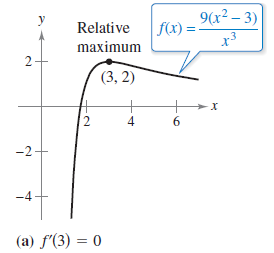 y
Relative
maximum
f(x) = 9(x² – 3) / x³
2
(3, 2)
x
2 4 6
–2
–4
(a) f′(3) = 0